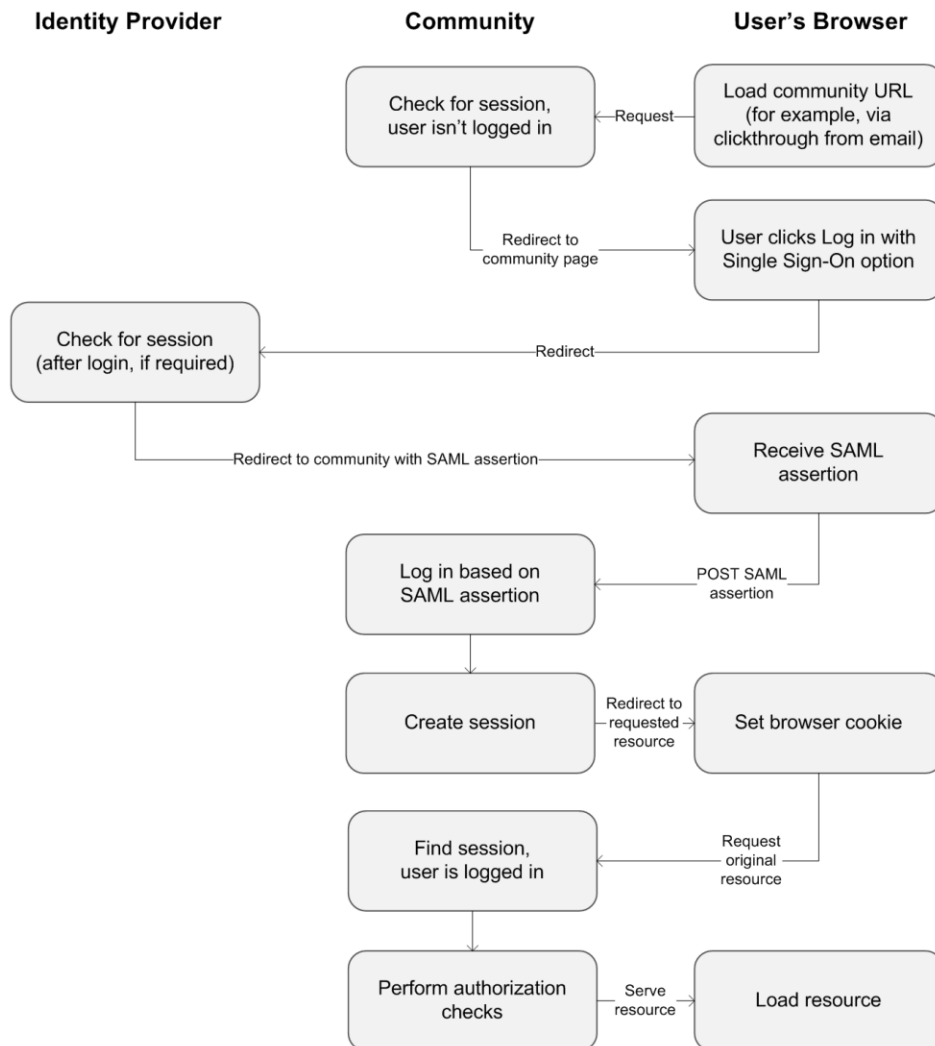 Identity Provider
Community
User's Browser
Check for session,
user isn't logged in
Request
Load community URL
(for example, via
clickthrough from email)
Redirect to
community page
User clicks Log in with
Single Sign-On option
Check for session
(after login, if required)
Redirect
Redirect to community with SAML assertion
Receive SAML
assertion
Log in based on
SAML assertion
POST SAML
assertion
Create session
Redirect to
requested
resource
Set browser cookie
Find session,
user is logged in
Request
original
resource
Perform authorization
checks
Serve
resource
Load resource